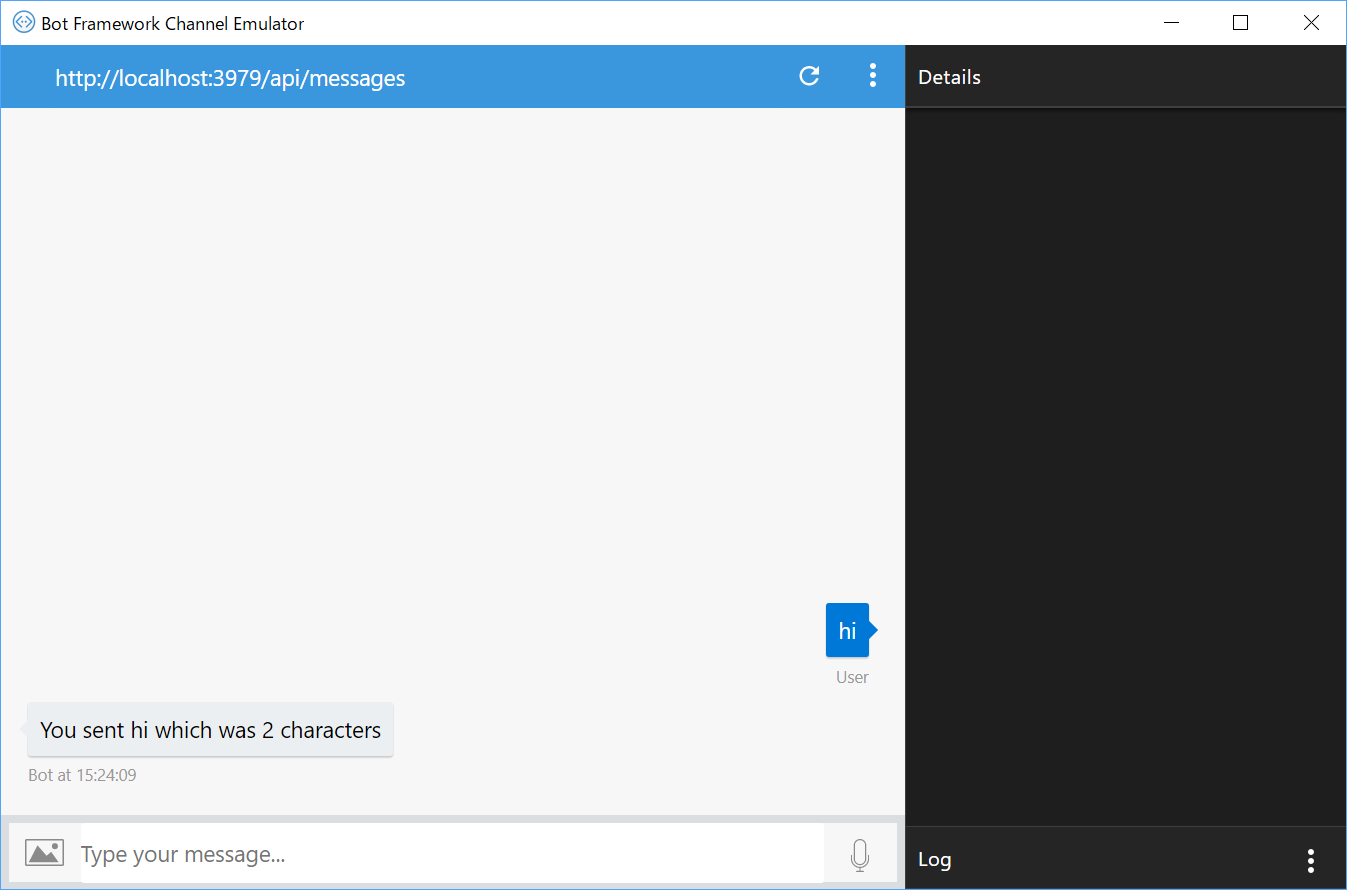 Bot Framework Channel Emulator
http://localhost:3979/api/messages
Details
hi
User
You sent hi which was 2 characters
Bot at 15:24:09
Type your message...
Log